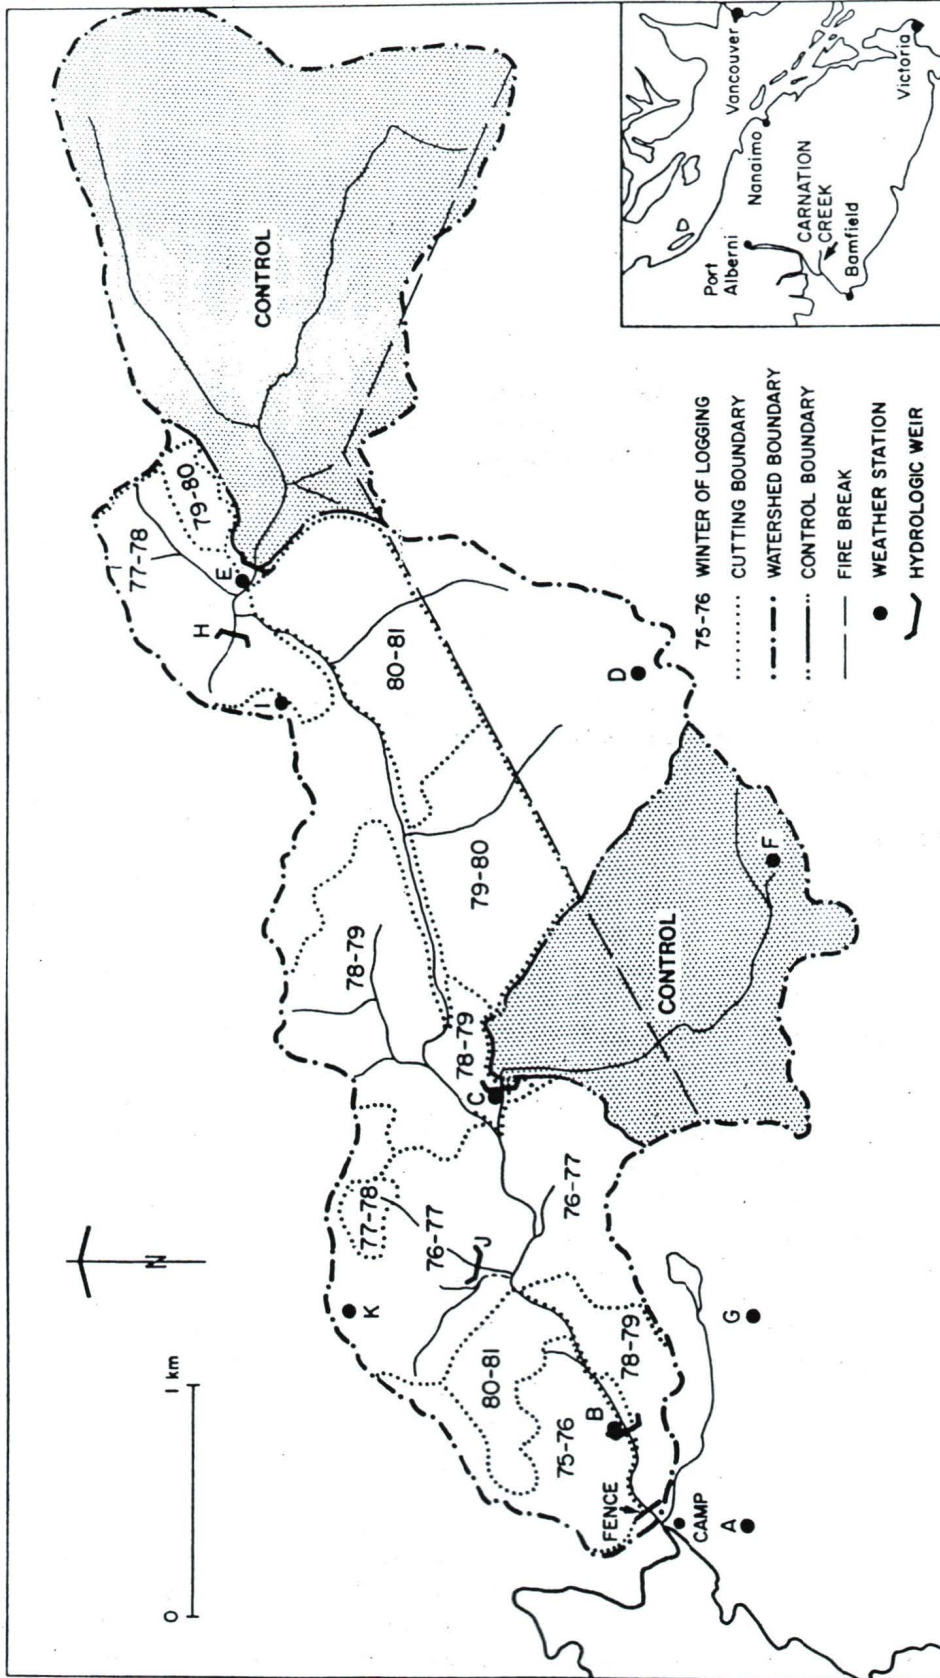 CONTROL
79-80
77-78
E
H
I
80-81
D
79-80
78-79
78-79
C
F
CONTROL
77-78
76-77
J
76-77
K
N
G
80-81
78-79
75-76
B
FENCE
CAMP
A
0 1 km
75-76 WINTER OF LOGGING
CUTTING BOUNDARY
WATERSHED BOUNDARY
CONTROL BOUNDARY
FIRE BREAK
WEATHER STATION
HYDROLOGIC WEIR
Vancouver
Nanaimo
Victoria
Port
Alberni
CARNATION
CREEK
Bamfield